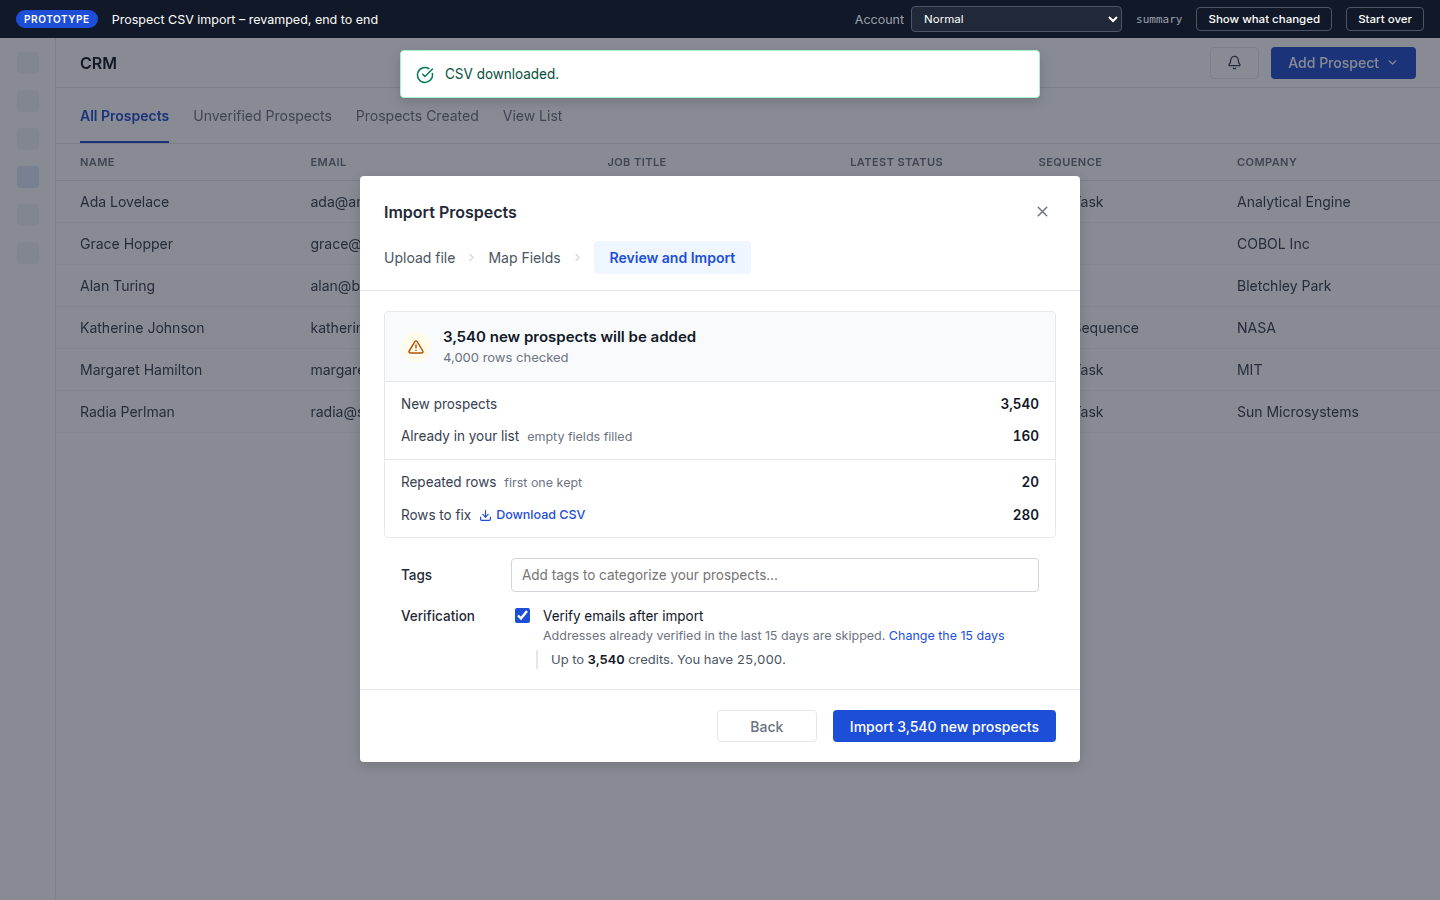 PROTOTYPE Prospect CSV import – revamped, end to end Account Normal summary Show what changed Start over
CRM
CSV downloaded.
Add Prospect
All Prospects Unverified Prospects Prospects Created View List
NAME EMAIL JOB TITLE LATEST STATUS SEQUENCE COMPANY
Ada Lovelace Analytical Engine
Grace Hopper COBOL Inc
Alan Turing Bletchley Park
Katherine Johnson NASA
Margaret Hamilton MIT
Radia Perlman Sun Microsystems
Import Prospects
Upload file Map Fields Review and Import
3,540 new prospects will be added
4,000 rows checked
New prospects 3,540
Already in your list empty fields filled 160
Repeated rows first one kept 20
Rows to fix Download CSV 280
Tags Add tags to categorize your prospects...
Verification Verify emails after import
Addresses already verified in the last 15 days are skipped. Change the 15 days
Up to 3,540 credits. You have 25,000.
Back Import 3,540 new prospects